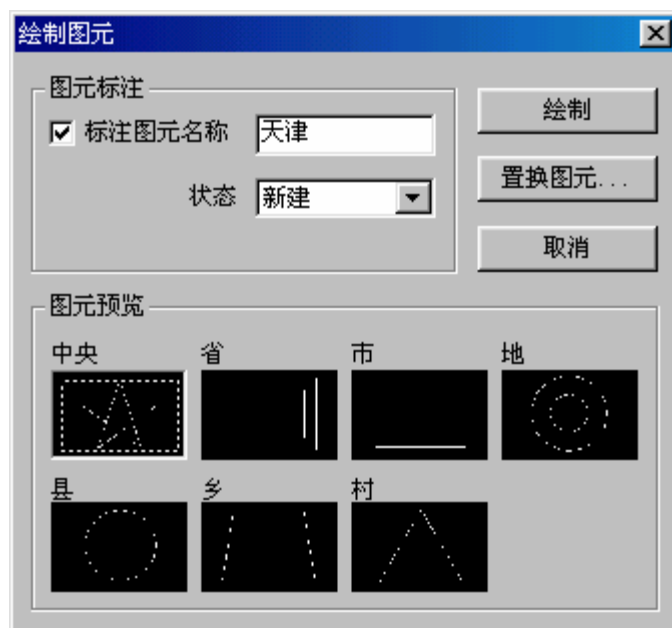 绘制图元
图元标注
标注图元名称 天津
状态 新建
绘制
置换图元...
取消
图元预览
中央 省 市 地
县 乡 村